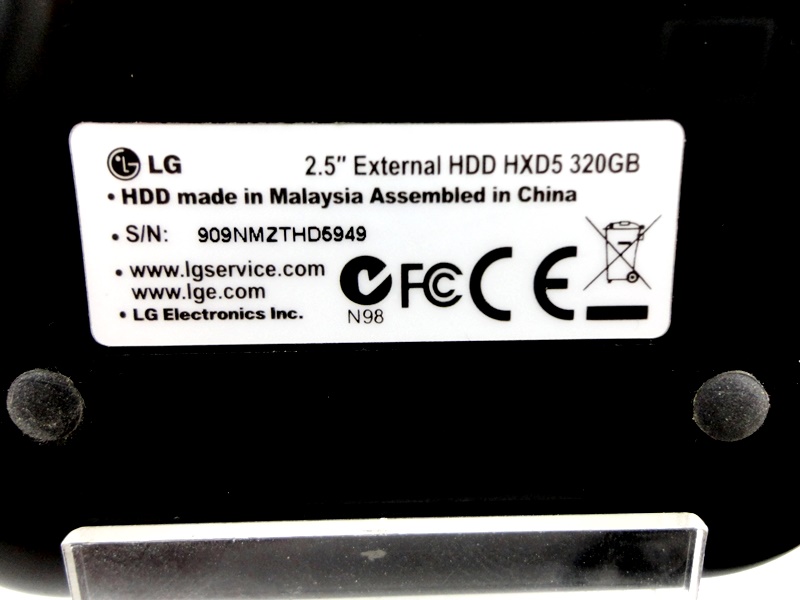 LG 2.5" External HDD HXD5 320GB
• HDD made in Malaysia Assembled in China
• S/N: 909NMZTHD6949
• www.lgservice.com
www.lge.com
• LG Electronics Inc.
N98
FC CE